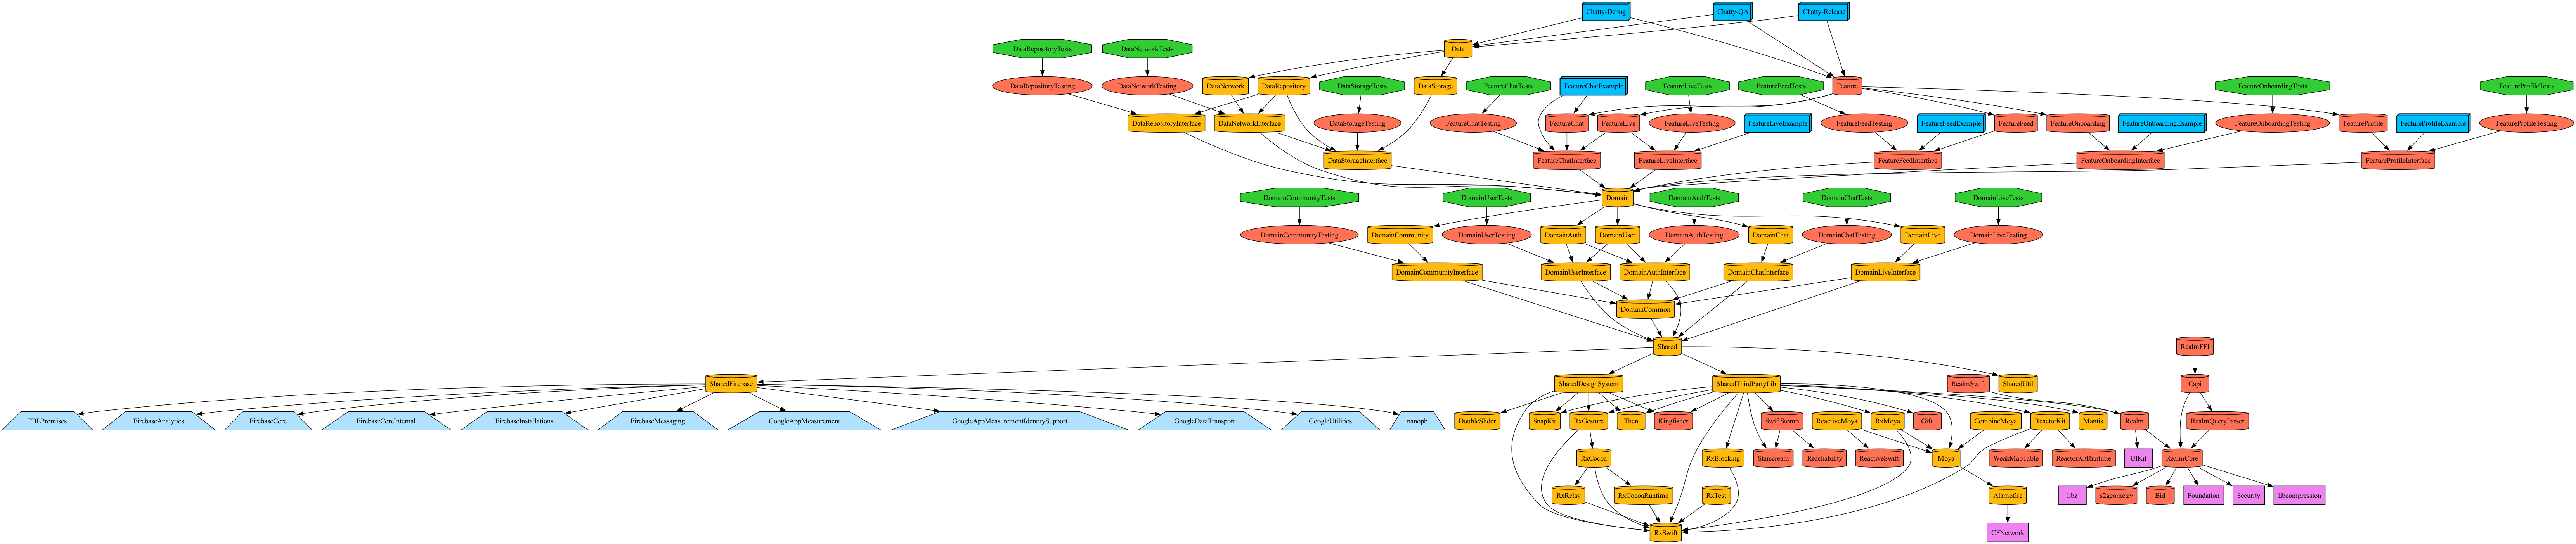 Chatty-Debug
Chatty-QA
Chatty-Release
DataRepositoryTests
DataNetworkTests
Data
DataRepositoryTesting
DataNetworkTesting
DataNetwork
DataRepository
DataStorageTests
DataStorage
FeatureChatTests
FeatureChatExample
FeatureLiveTests
FeatureFeedTests
Feature
FeatureOnboardingTests
FeatureProfileTests
DataRepositoryInterface
DataNetworkInterface
DataStorageTesting
FeatureChatTesting
FeatureChat
FeatureLive
FeatureLiveTesting
FeatureLiveExample
FeatureFeedTesting
FeatureFeedExample
FeatureFeed
FeatureOnboarding
FeatureOnboardingExample
FeatureOnboardingTesting
FeatureProfile
FeatureProfileExample
FeatureProfileTesting
DataStorageInterface
FeatureChatInterface
FeatureLiveInterface
FeatureFeedInterface
FeatureOnboardingInterface
FeatureProfileInterface
DomainCommunityTests
DomainUserTests
Domain
DomainAuthTests
DomainChatTests
DomainLiveTests
DomainCommunityTesting
DomainCommunity
DomainUserTesting
DomainAuth
DomainUser
DomainAuthTesting
DomainChat
DomainChatTesting
DomainLive
DomainLiveTesting
DomainCommunityInterface
DomainUserInterface
DomainAuthInterface
DomainChatInterface
DomainLiveInterface
DomainCommon
Shared
RealmFFI
SharedFirebase
SharedDesignSystem
SharedThirdPartyLib
RealmSwift
SharedUtil
Capi
FBLPromises
FirebaseAnalytics
FirebaseCore
FirebaseCoreInternal
FirebaseInstallations
FirebaseMessaging
GoogleAppMeasurement
GoogleAppMeasurementIdentitySupport
GoogleDataTransport
GoogleUtilities
nanopb
DoubleSlider
SnapKit
RxGesture
Then
Kingfisher
SwiftStomp
ReactiveMoya
RxMoya
Gifu
CombineMoya
ReactorKit
Mantis
Realm
RealmQueryParser
RxCocoa
RxBlocking
Starscream
Reachability
ReactiveSwift
Moya
WeakMapTable
ReactorKitRuntime
UIKit
RealmCore
RxRelay
RxCocoaRuntime
RxTest
Alamofire
libz
s2geometry
Bid
Foundation
Security
libcompression
RxSwift
CFNetwork